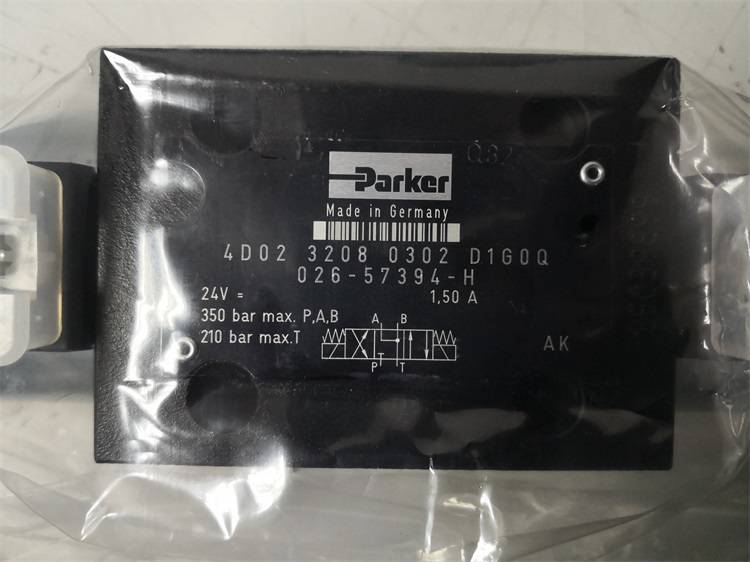 Q82
Parker
Made in Germany
4D02 3208 0302 D1G0Q
026-57394-H
24V = 1,50 A
350 bar max. P,A,B
210 bar max.T
A B
P T T
AK